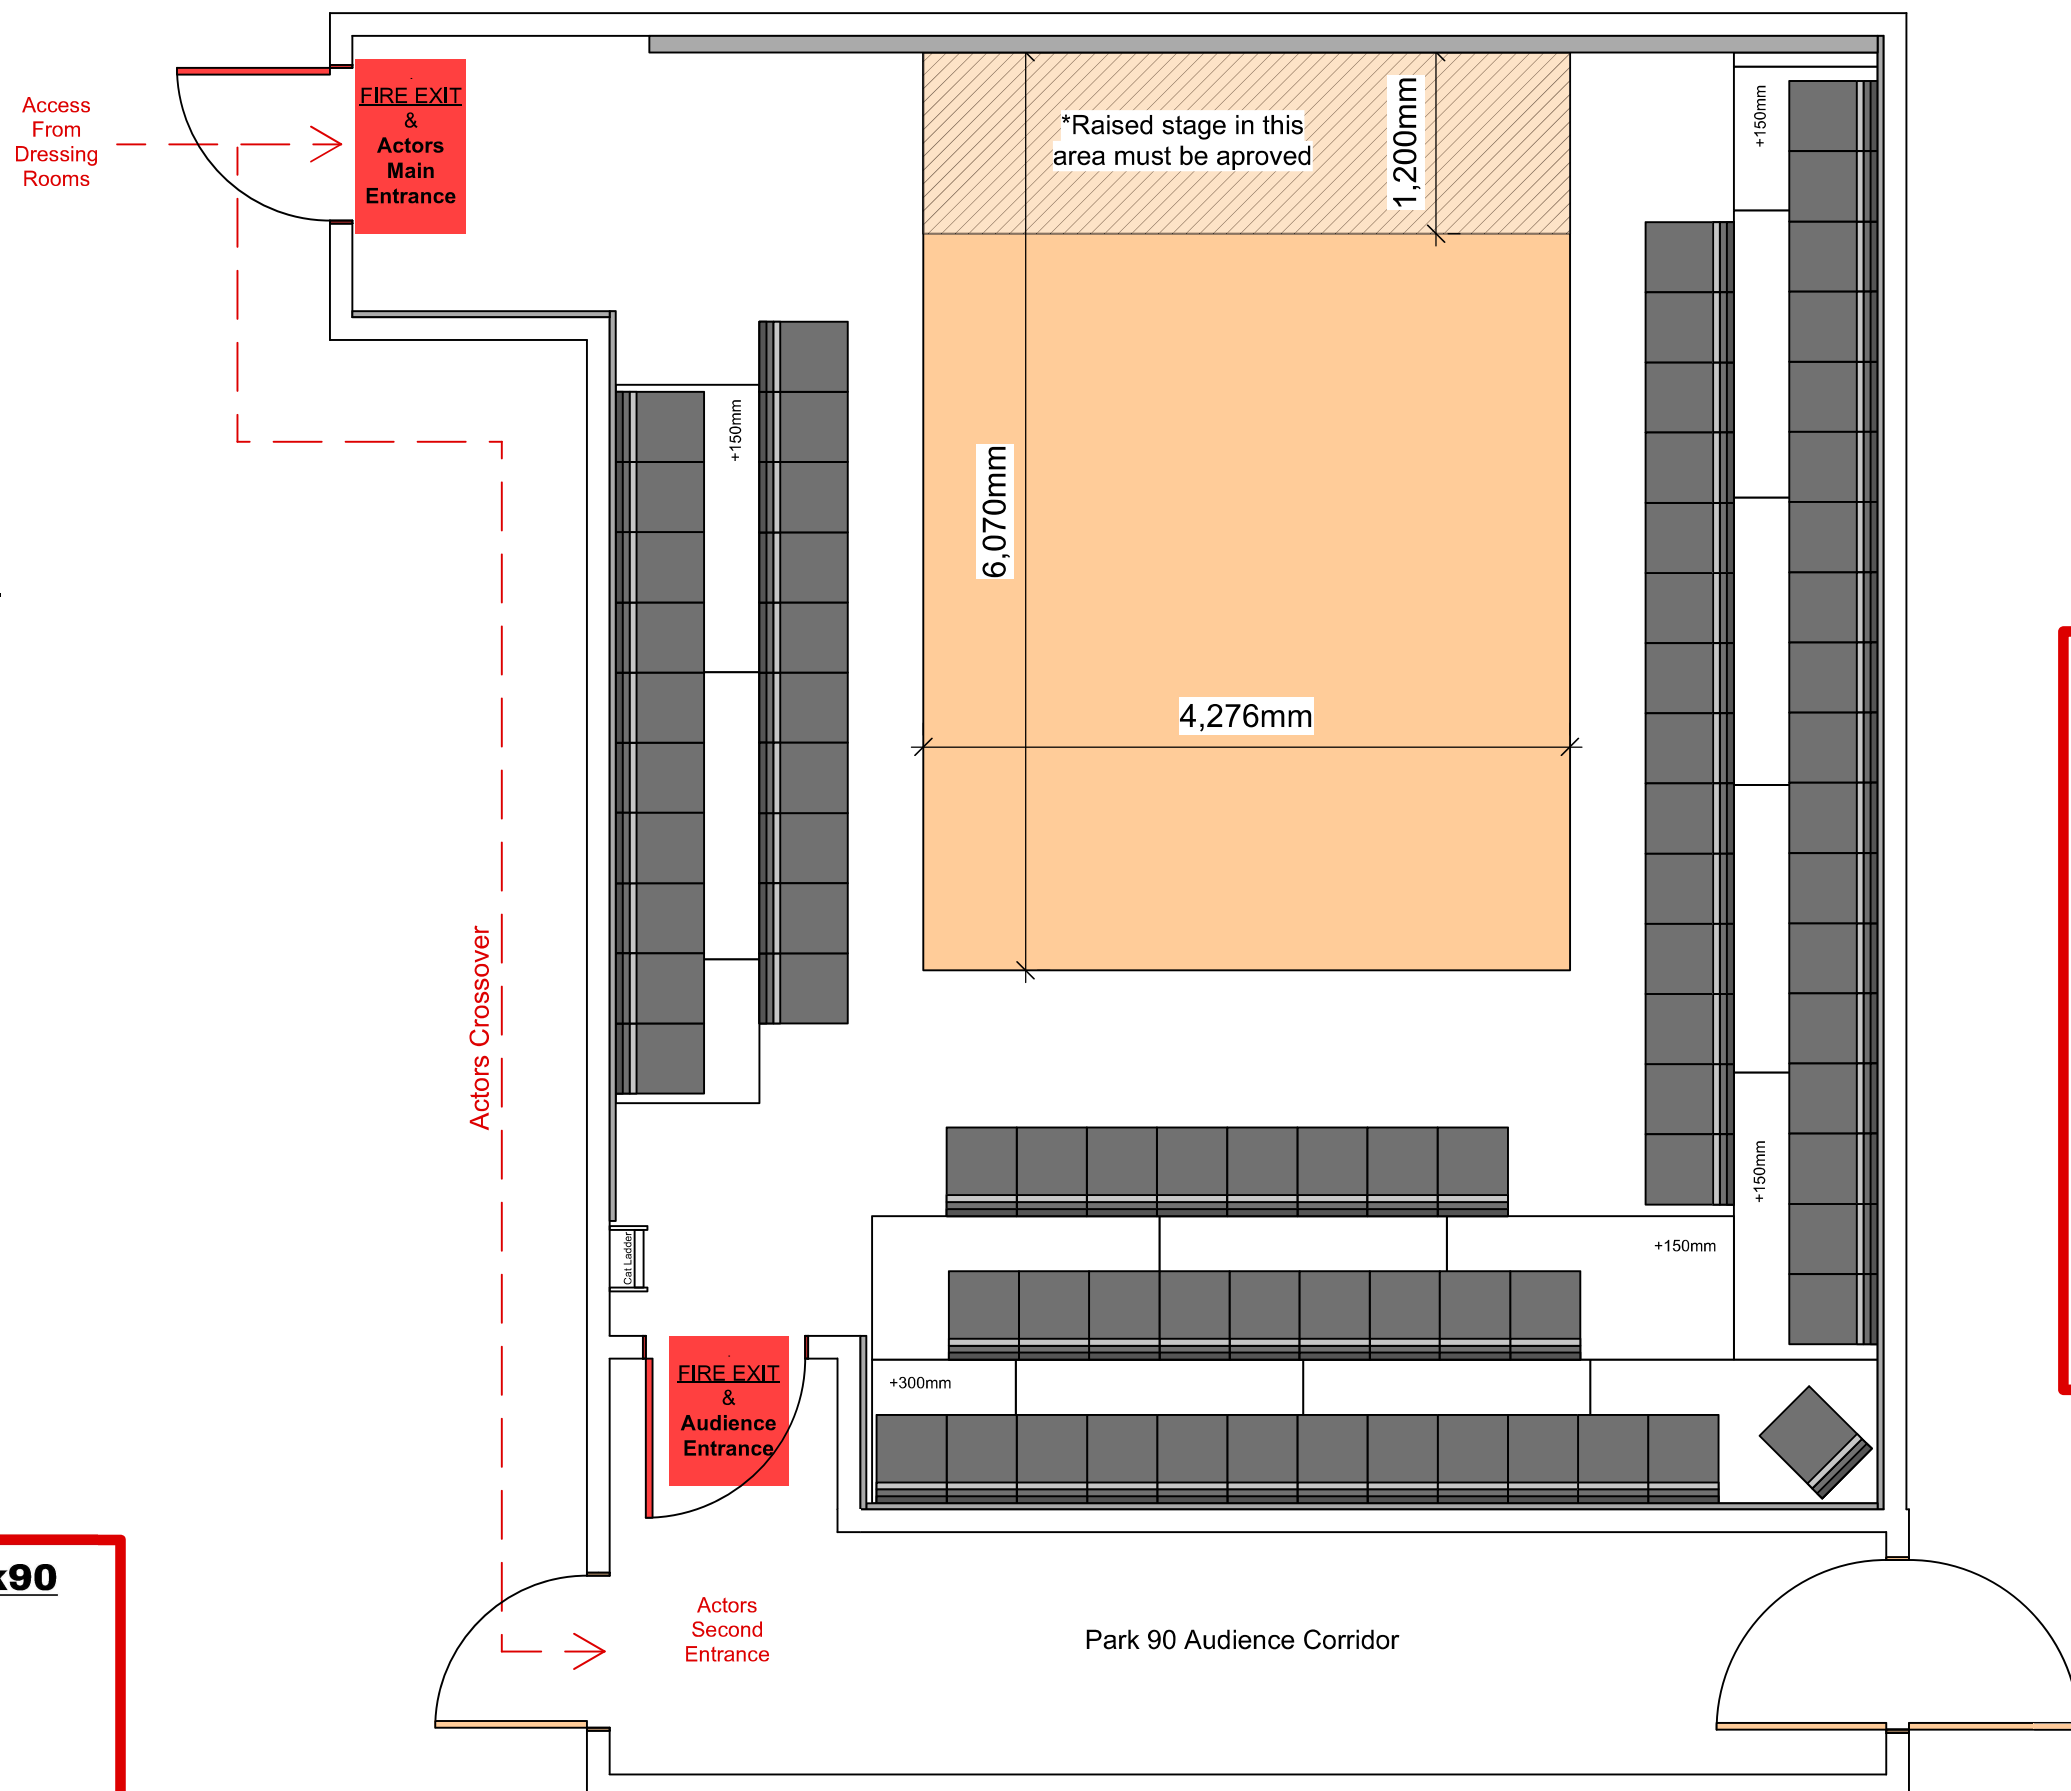 Access
From
Dressing
Rooms
FIRE EXIT
&
Actors
Main
Entrance
*Raised stage in this
area must be aproved
1,200mm
+150mm
+150mm
6,070mm
4,276mm
Actors Crossover
+150mm
Cat Ladder
+150mm
FIRE EXIT
&
Audience
Entrance
+300mm
k90
Actors
Second
Entrance
Park 90 Audience Corridor